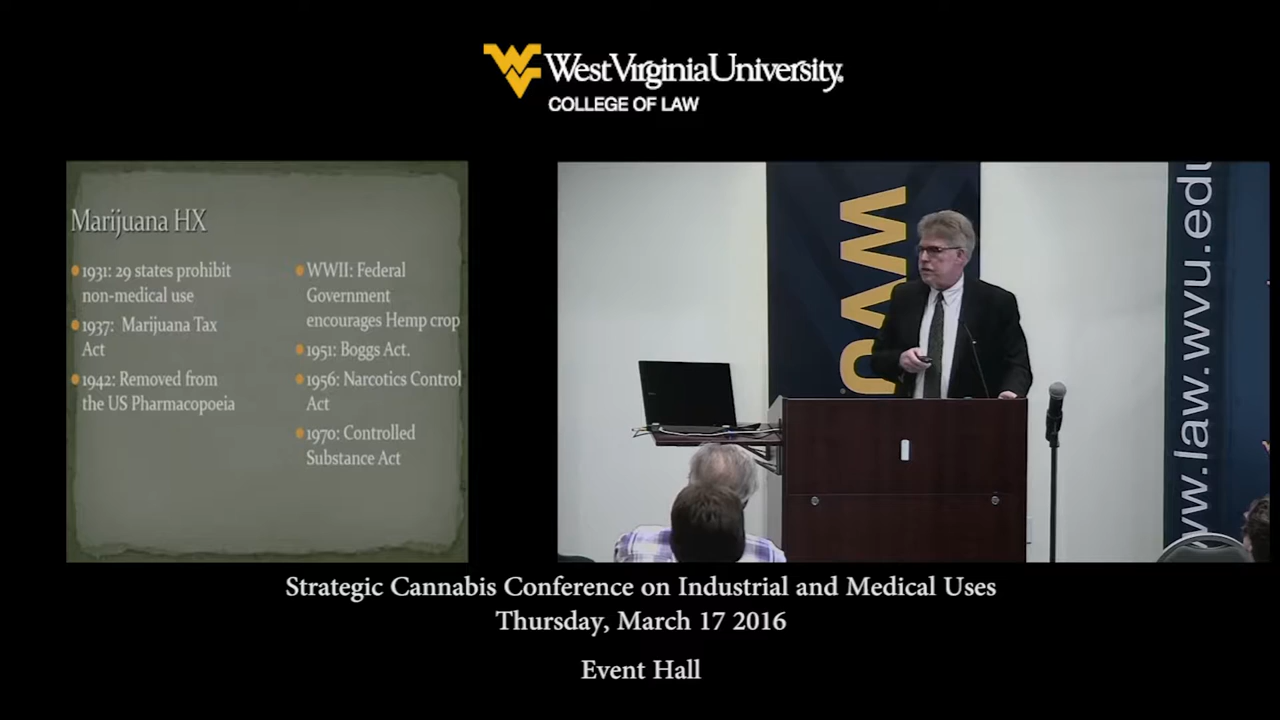 WestVirginiaUniversity®
COLLEGE OF LAW
Marijuana HX
1931: 29 states prohibit
non-medical use
1937: Marijuana Tax
Act
1942: Removed from
the US Pharmacopoeia
WWII: Federal
Government
encourages Hemp crop
1951: Boggs Act.
1956: Narcotics Control
Act
1970: Controlled
Substance Act
WVU
www.law.wvu.edu
Strategic Cannabis Conference on Industrial and Medical Uses
Thursday, March 17 2016
Event Hall